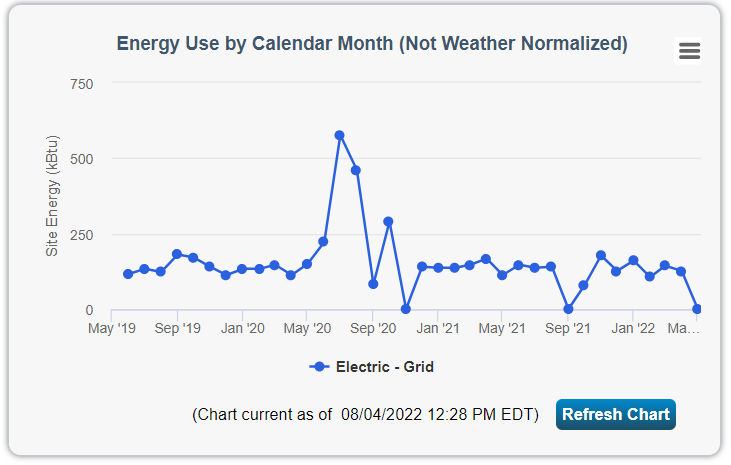 Energy Use by Calendar Month (Not Weather Normalized)
750
500
250
0
Site Energy (kBtu)
May '19 Sep '19 Jan '20 May '20 Sep '20 Jan '21 May '21 Sep '21 Jan '22 Ma...
Electric - Grid
(Chart current as of 08/04/2022 12:28 PM EDT) Refresh Chart